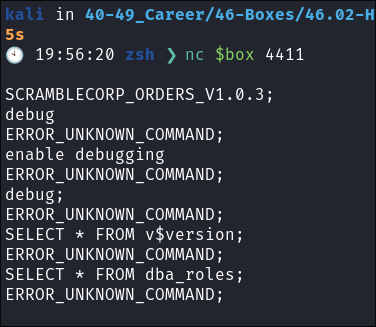 kali in 40-49_Career/46-Boxes/46.02-H
5s
19:56:20 zsh ❯ nc $box 4411
SCRAMBLECORP_ORDERS_V1.0.3;
debug
ERROR_UNKNOWN_COMMAND;
enable debugging
ERROR_UNKNOWN_COMMAND;
debug;
ERROR_UNKNOWN_COMMAND;
SELECT * FROM v$version;
ERROR_UNKNOWN_COMMAND;
SELECT * FROM dba_roles;
ERROR_UNKNOWN_COMMAND;